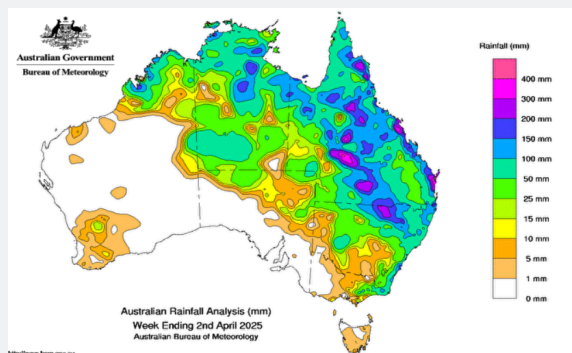 Australian Government
Bureau of Meteorology
Rainfall (mm)
400 mm
300 mm
200 mm
150 mm
100 mm
50 mm
25 mm
15 mm
10 mm
5 mm
1 mm
0 mm
Australian Rainfall Analysis (mm)
Week Ending 2nd April 2025
Australian Bureau of Meteorology